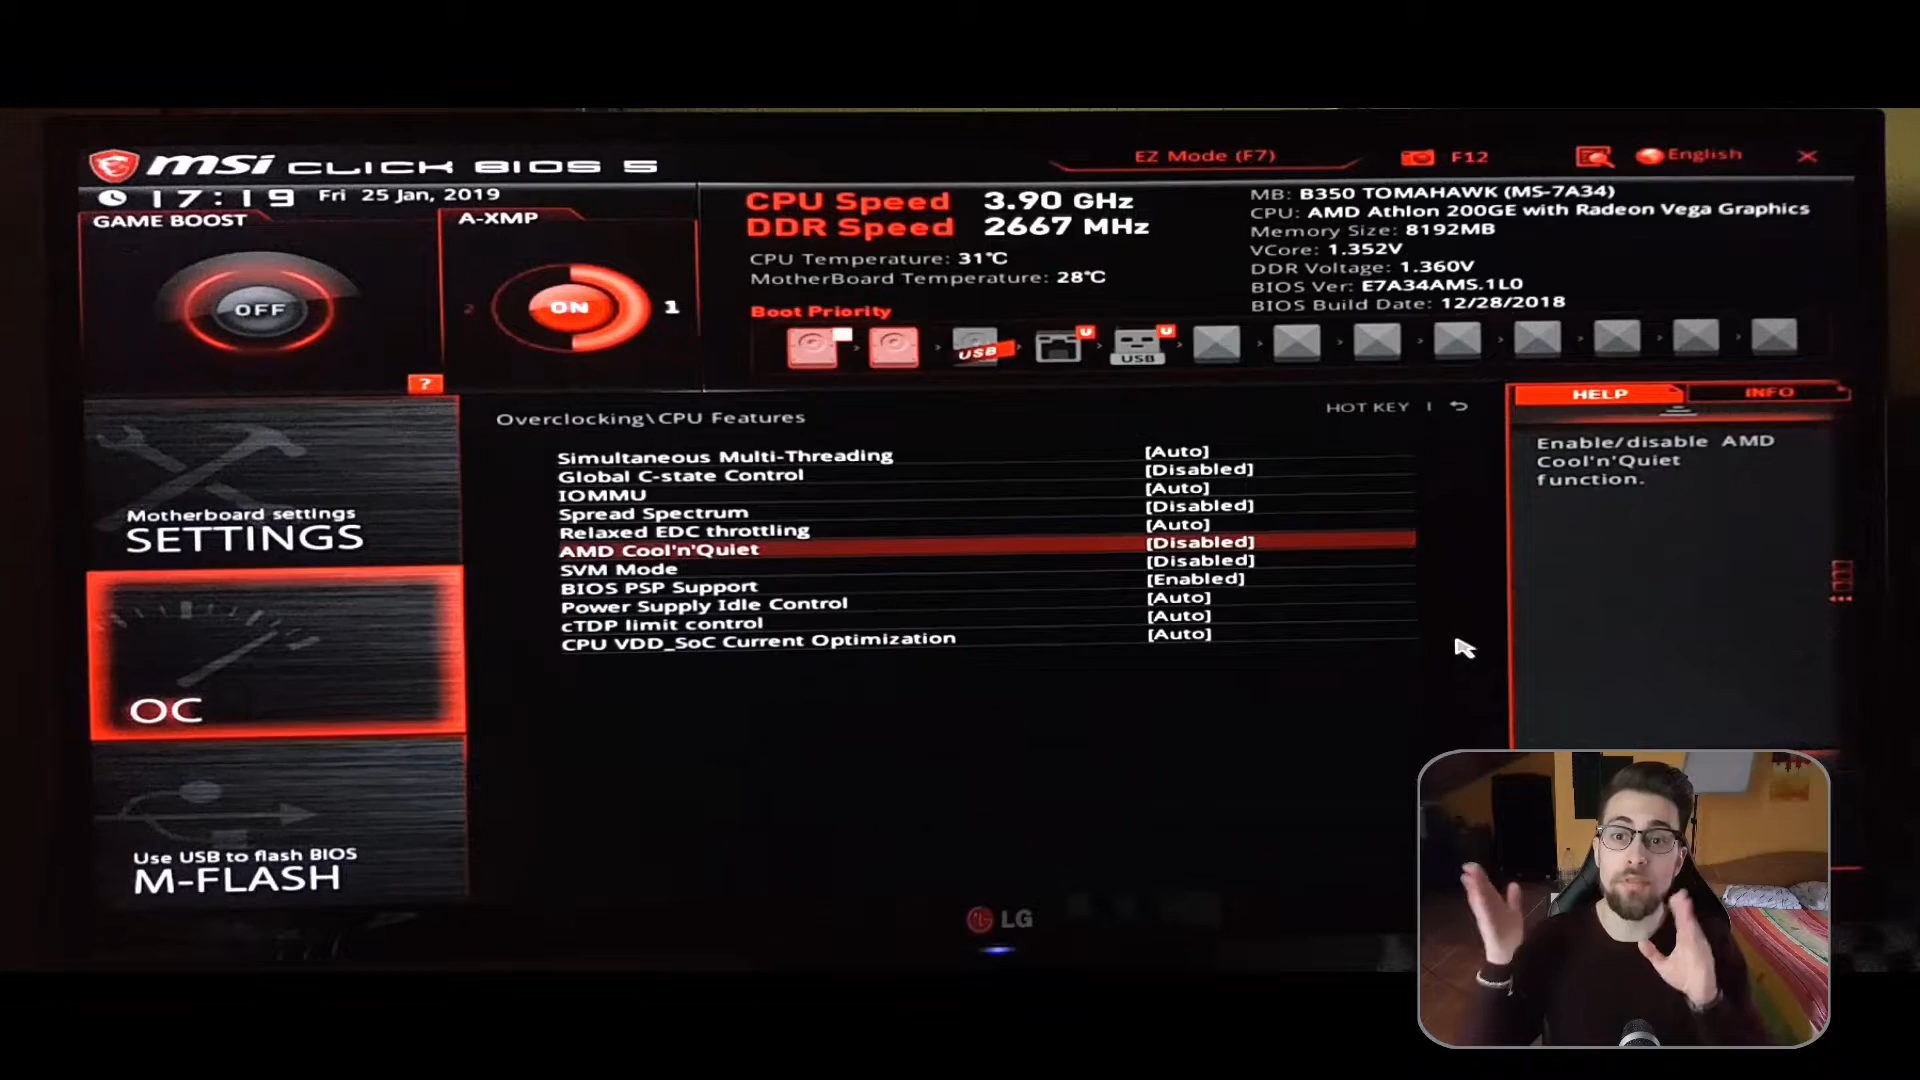 msi CLICK BIOS 5
EZ Mode (F7)
F12
English
17:19 Fri 25 Jan, 2019
GAME BOOST
OFF
A-XMP
2 ON 1
?
CPU Speed 3.90 GHz
DDR Speed 2667 MHz
CPU Temperature: 31°C
MotherBoard Temperature: 28°C
MB: B350 TOMAHAWK (MS-7A34)
CPU: AMD Athlon 200GE with Radeon Vega Graphics
Memory Size: 8192MB
VCore: 1.352V
DDR Voltage: 1.360V
BIOS Ver: E7A34AMS.1L0
BIOS Build Date: 12/28/2018
Boot Priority
USB U U USB
Motherboard settings
SETTINGS
OC
Use USB to flash BIOS
M-FLASH
Overclocking\CPU Features
HOT KEY
Simultaneous Multi-Threading [Auto]
Global C-state Control [Disabled]
IOMMU [Auto]
Spread Spectrum [Disabled]
Relaxed EDC throttling [Auto]
AMD Cool'n'Quiet [Disabled]
SVM Mode [Disabled]
BIOS PSP Support [Enabled]
Power Supply Idle Control [Auto]
cTDP limit control [Auto]
CPU VDD_SoC Current Optimization [Auto]
HELP
INFO
Enable/disable AMD
Cool'n'Quiet
function.
LG